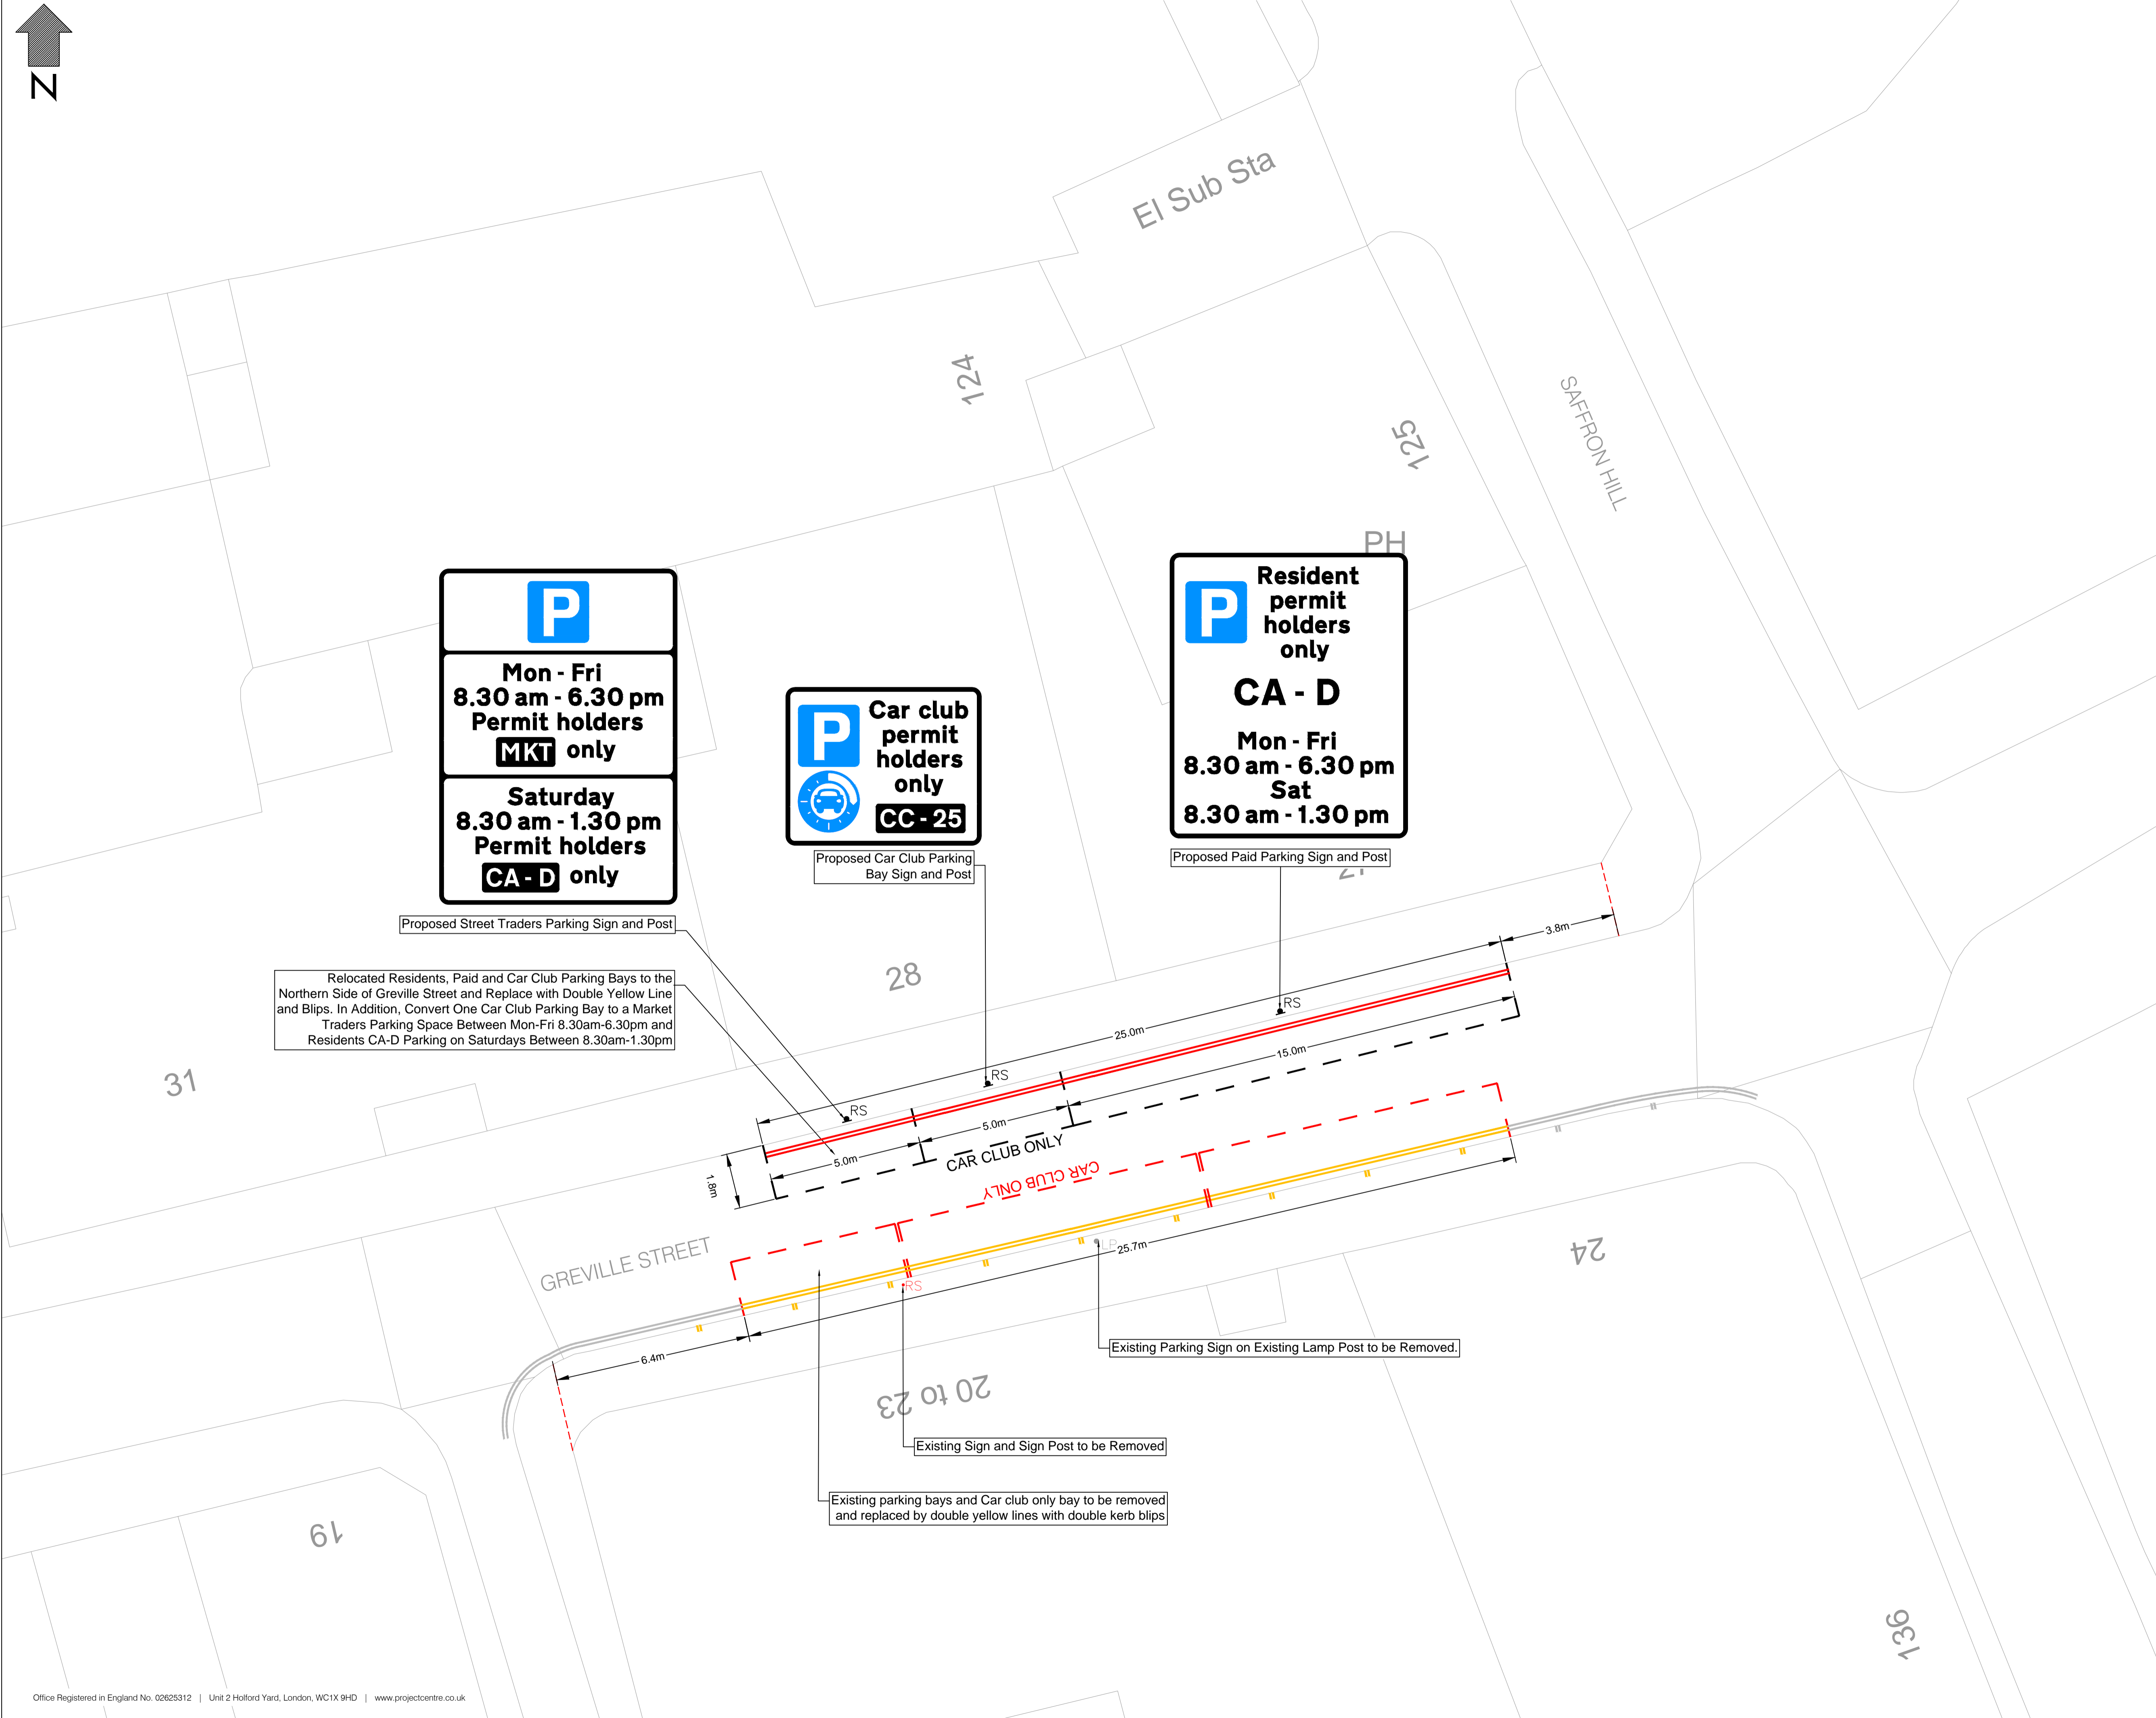 N
El Sub Sta
124
125
SAFFRON HILL
PH
P
Mon - Fri
8.30 am - 6.30 pm
Permit holders
MKT only
Saturday
8.30 am - 1.30 pm
Permit holders
CA - D only
P
Car club
permit
holders
only
CC - 25
P
Resident
permit
holders
only
CA - D
Mon - Fri
8.30 am - 6.30 pm
Sat
8.30 am - 1.30 pm
Proposed Car Club Parking
Bay Sign and Post
Proposed Paid Parking Sign and Post
Proposed Street Traders Parking Sign and Post
Relocated Residents, Paid and Car Club Parking Bays to the
Northern Side of Greville Street and Replace with Double Yellow Line
and Blips. In Addition, Convert One Car Club Parking Bay to a Market
Traders Parking Space Between Mon-Fri 8.30am-6.30pm and
Residents CA-D Parking on Saturdays Between 8.30am-1.30pm
28
31
3.8m
RS
25.0m
15.0m
RS
RS
5.0m
5.0m
CAR CLUB ONLY
1.8m
CAR CLUB ONLY
GREVILLE STREET
LP
25.7m
RS
24
6.4m
Existing Parking Sign on Existing Lamp Post to be Removed.
20 to 23
Existing Sign and Sign Post to be Removed
Existing parking bays and Car club only bay to be removed
and replaced by double yellow lines with double kerb blips
19
136
Office Registered in England No. 02625312 | Unit 2 Holford Yard, London, WC1X 9HD | www.projectcentre.co.uk